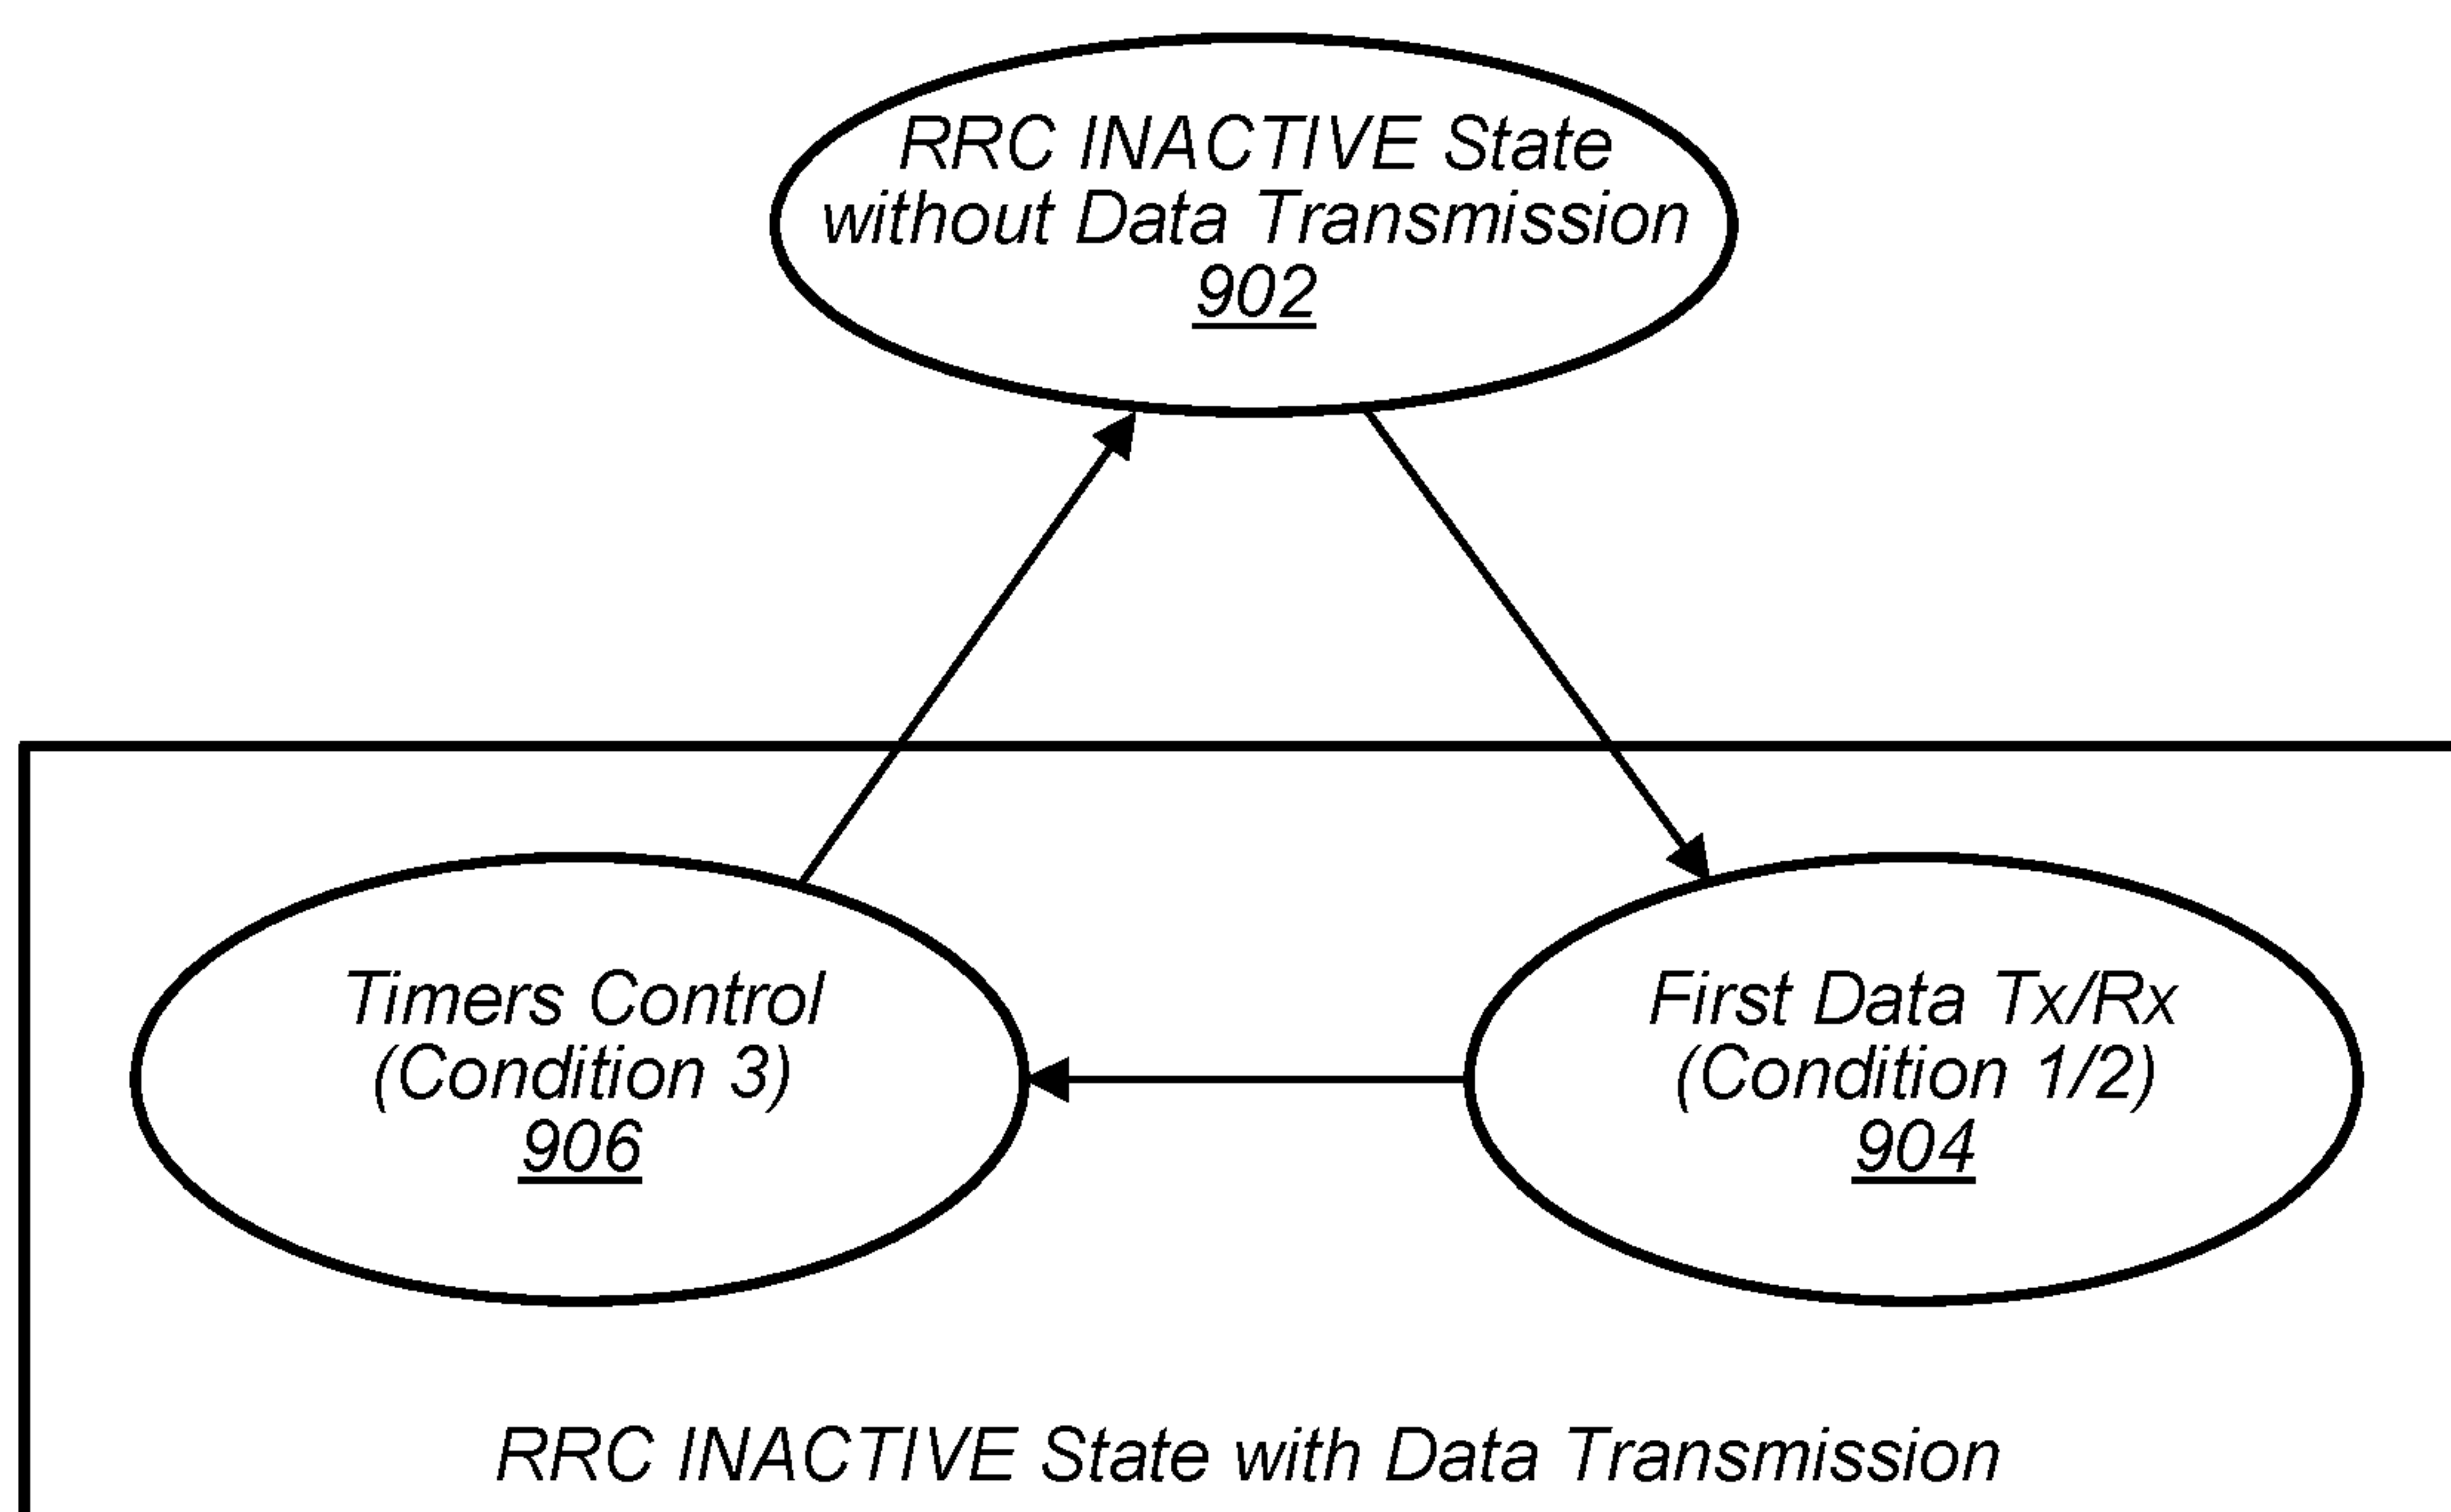 RRC INACTIVE State
without Data Transmission
902
Timers Control
(Condition 3)
906
First Data Tx/Rx
(Condition 1/2)
904
RRC INACTIVE State with Data Transmission